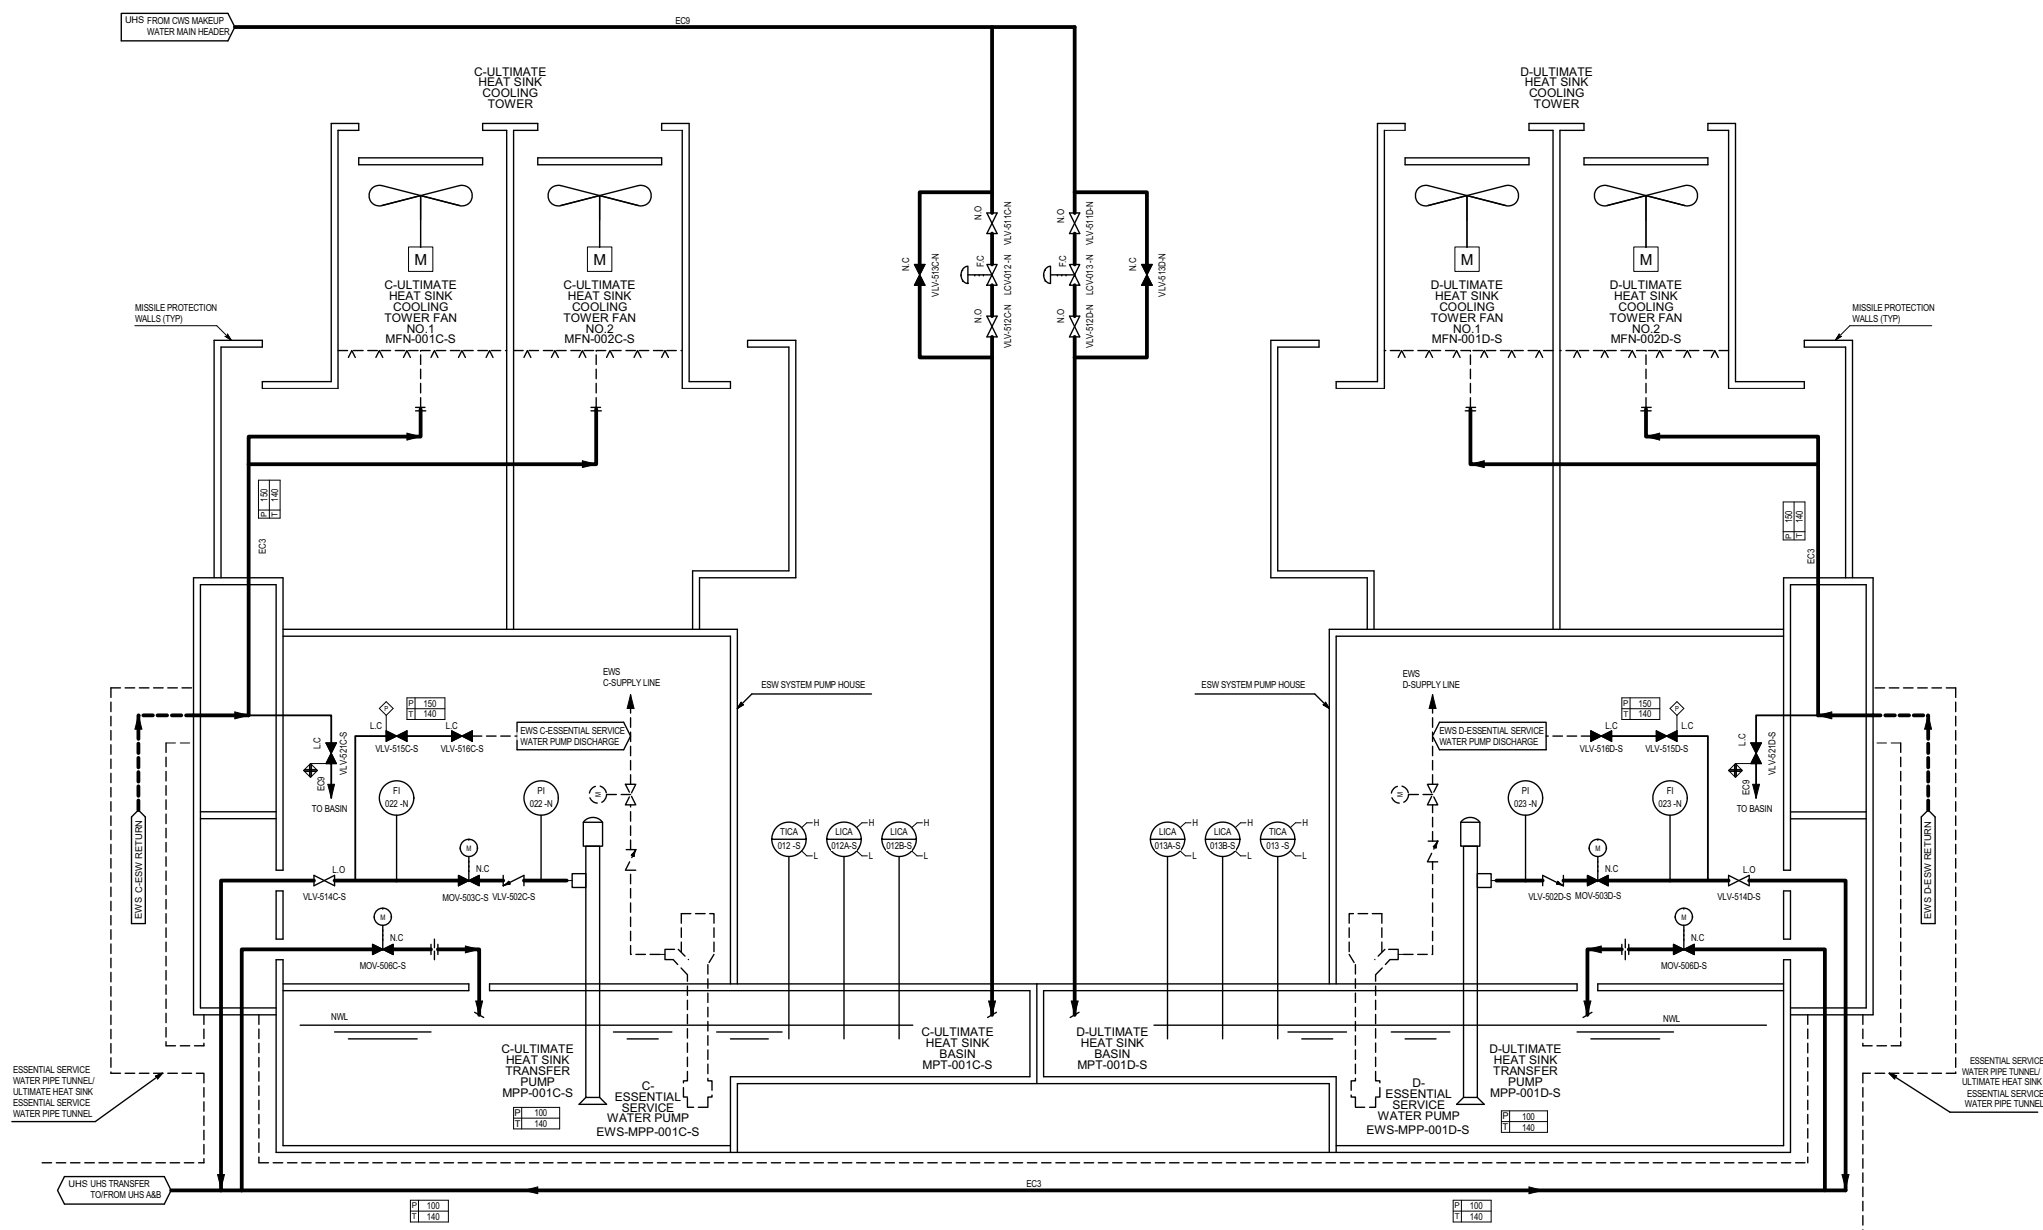 UHS FROM CWS MAKEUP
WATER MAIN HEADER
EC9
C-ULTIMATE
HEAT SINK
COOLING
TOWER
D-ULTIMATE
HEAT SINK
COOLING
TOWER
M
M
M
M
C-ULTIMATE
HEAT SINK
COOLING
TOWER FAN
NO.1
MFN-001C-S
C-ULTIMATE
HEAT SINK
COOLING
TOWER FAN
NO.2
MFN-002C-S
D-ULTIMATE
HEAT SINK
COOLING
TOWER FAN
NO.1
MFN-001D-S
D-ULTIMATE
HEAT SINK
COOLING
TOWER FAN
NO.2
MFN-002D-S
N.O
VLV-511C-N
N.C
VLV-513C-N
F.C
LCV-012 -N
N.O
VLV-512C-N
N.O
VLV-511D-N
F.C
LCV-013 -N
N.C
VLV-513D-N
N.O
VLV-512D-N
MISSILE PROTECTION
WALLS (TYP)
MISSILE PROTECTION
WALLS (TYP)
P 150
T 140
EC3
P 150
T 140
EC3
EWS
C-SUPPLY LINE
ESW SYSTEM PUMP HOUSE
ESW SYSTEM PUMP HOUSE
EWS
D-SUPPLY LINE
P
P 150
T 140
L.C
VLV-515C-S
L.C
VLV-516C-S
EWS C-ESSENTIAL SERVICE
WATER PUMP DISCHARGE
EWS D-ESSENTIAL SERVICE
WATER PUMP DISCHARGE
P 150
T 140
P
L.C
VLV-516D-S
L.C
VLV-515D-S
L.C
VLV-521C-S
EC9
TO BASIN
L.C
VLV-521D-S
EC9
TO BASIN
EWS C-ESW RETURN
EWS D-ESW RETURN
FI
022 -N
PI
022 -N
M
M
PI
023 -N
FI
023 -N
TICA
012 -S
H
L
LICA
012A-S
H
L
LICA
012B-S
H
L
LICA
013A-S
H
L
LICA
013B-S
H
L
TICA
013 -S
H
L
L.O
VLV-514C-S
M
N.C
MOV-503C-S
VLV-502C-S
VLV-502D-S
M
N.C
MOV-503D-S
L.O
VLV-514D-S
M
N.C
MOV-506C-S
M
N.C
MOV-506D-S
NWL
NWL
C-ULTIMATE
HEAT SINK
BASIN
MPT-001C-S
D-ULTIMATE
HEAT SINK
BASIN
MPT-001D-S
C-ULTIMATE
HEAT SINK
TRANSFER
PUMP
MPP-001C-S
P 100
T 140
C-
ESSENTIAL
SERVICE
WATER PUMP
EWS-MPP-001C-S
D-
ESSENTIAL
SERVICE
WATER PUMP
EWS-MPP-001D-S
D-ULTIMATE
HEAT SINK
TRANSFER
PUMP
MPP-001D-S
P 100
T 140
ESSENTIAL SERVICE
WATER PIPE TUNNEL/
ULTIMATE HEAT SINK
ESSENTIAL SERVICE
WATER PIPE TUNNEL
ESSENTIAL SERVICE
WATER PIPE TUNNEL/
ULTIMATE HEAT SINK
ESSENTIAL SERVICE
WATER PIPE TUNNEL
UHS UHS TRANSFER
TO/FROM UHS A&B
EC3
P 100
T 140
P 100
T 140